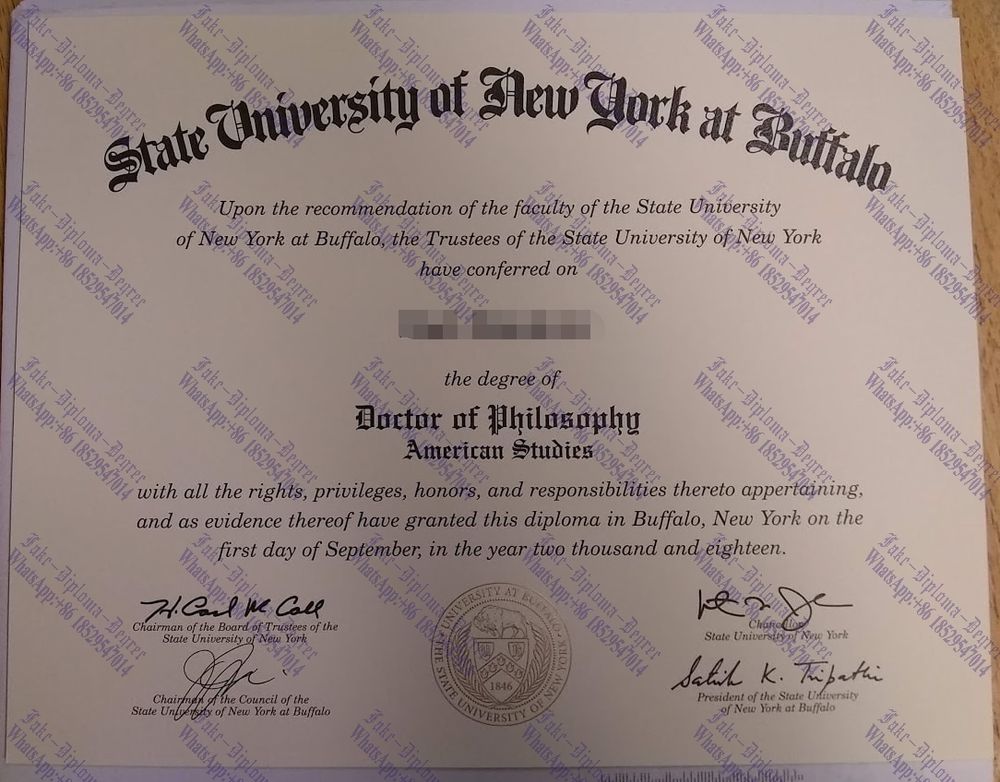 State University of New York at Buffalo
Upon the recommendation of the faculty of the State University
of New York at Buffalo, the Trustees of the State University of New York
have conferred on
the degree of
Doctor of Philosophy
American Studies
with all the rights, privileges, honors, and responsibilities thereto appertaining,
and as evidence thereof have granted this diploma in Buffalo, New York on the
first day of September, in the year two thousand and eighteen.
H. Carl McCall
Chairman of the Board of Trustees of the
State University of New York
Chancellor
State University of New York
Chairman of the Council of the
State University of New York at Buffalo
Satish K. Tripathi
President of the State University
of New York at Buffalo
THE STATE UNIVERSITY OF NEW YORK
UNIVERSITY AT BUFFALO
1846
Fake-Diploma-Degree
WhatsApp:+86 18529547014